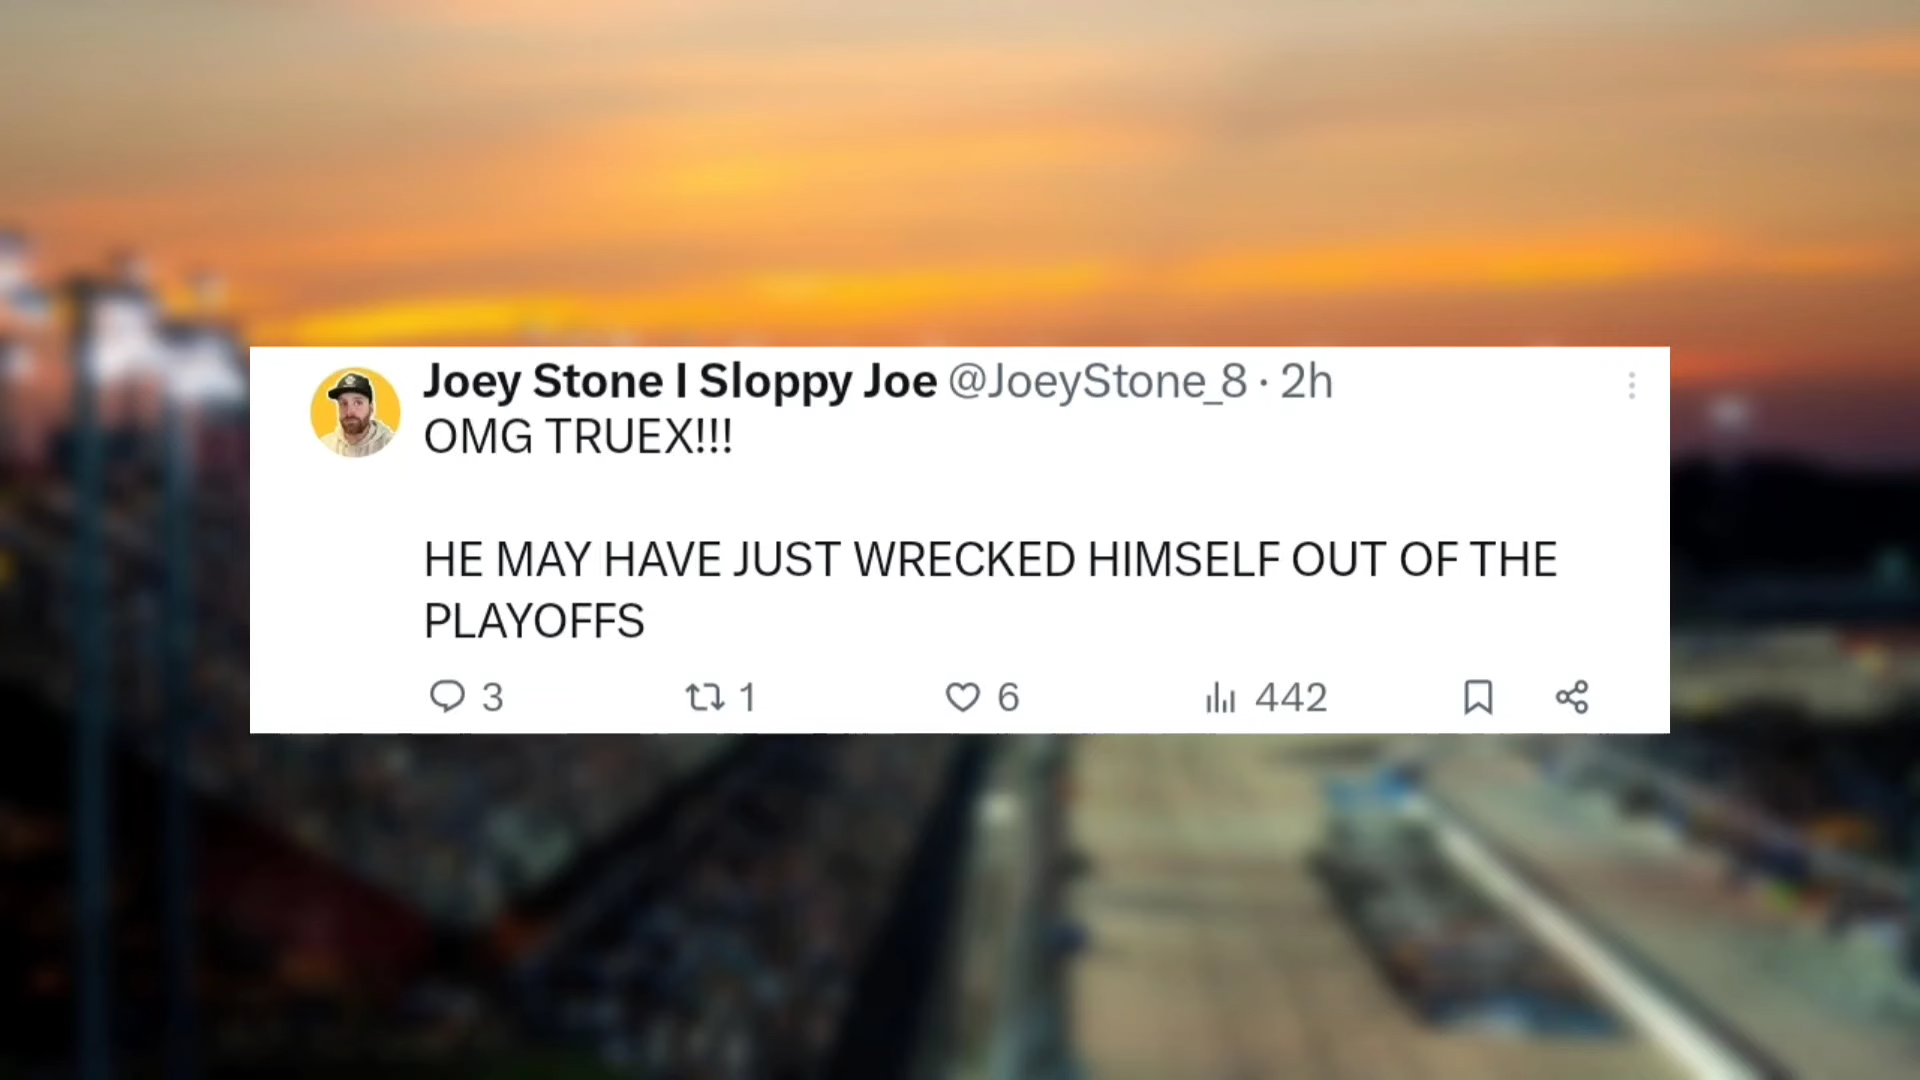 Joey Stone I Sloppy Joe @JoeyStone_8 · 2h
OMG TRUEX!!!
HE MAY HAVE JUST WRECKED HIMSELF OUT OF THE
PLAYOFFS
3 1 6 442